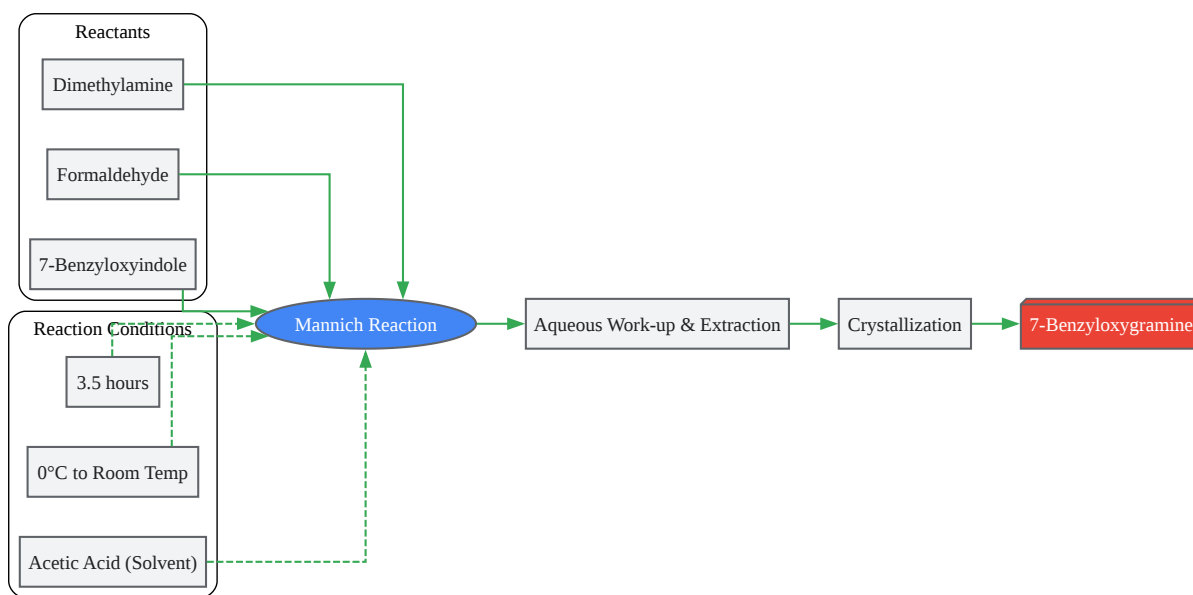 Reactants
Dimethylamine
Formaldehyde
7-Benzyloxyindole
Reaction Conditions
3.5 hours
0°C to Room Temp
Acetic Acid (Solvent)
Mannich Reaction
Aqueous Work-up & Extraction
Crystallization
7-Benzyloxygramine